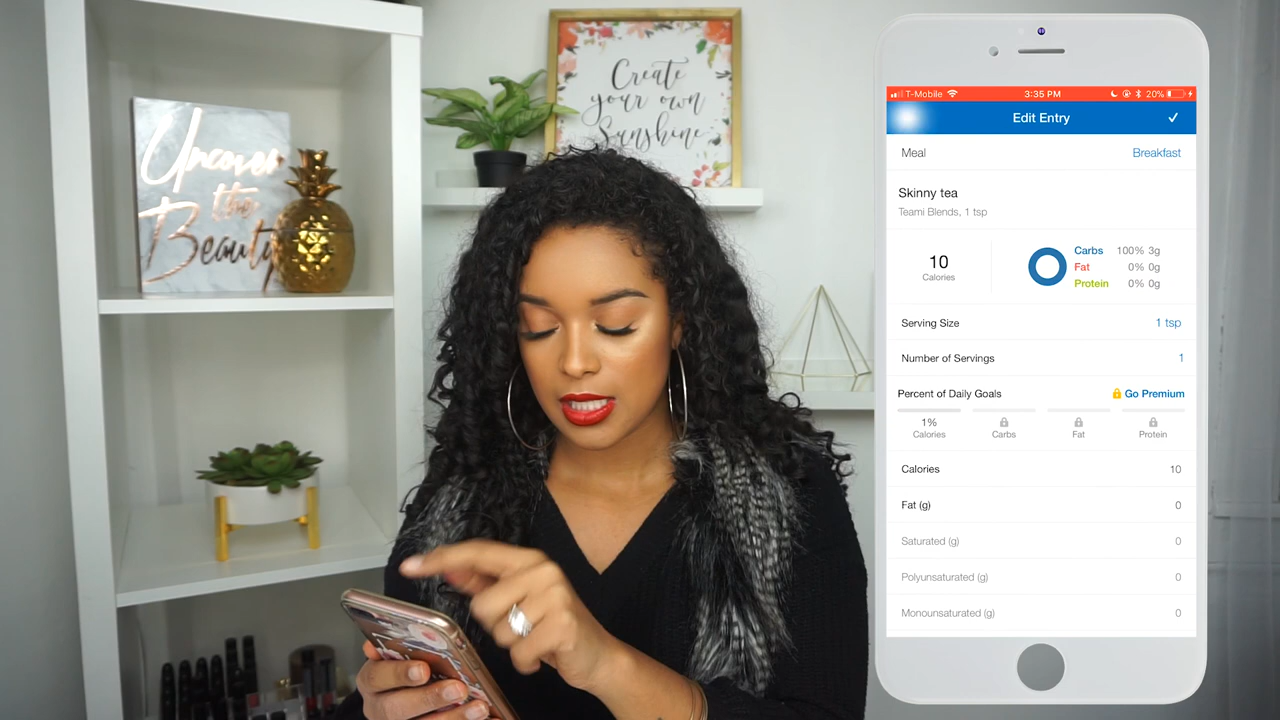 Uncover
the
Beauty
Create
your own
Sunshine
T-Mobile 3:35 PM 20%
Edit Entry
Meal Breakfast
Skinny tea
Teami Blends, 1 tsp
10
Calories
Carbs 100% 3g
Fat 0% 0g
Protein 0% 0g
Serving Size 1 tsp
Number of Servings 1
Percent of Daily Goals Go Premium
1%
Calories Carbs Fat Protein
Calories 10
Fat (g) 0
Saturated (g) 0
Polyunsaturated (g) 0
Monounsaturated (g) 0